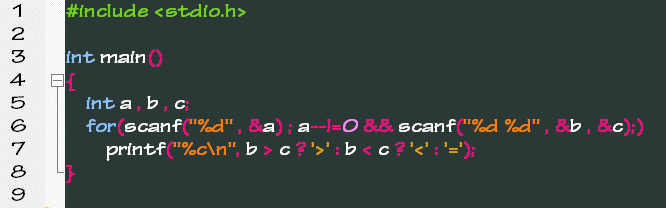 1 #include <stdio.h>
2
3 int main()
4 {
5 int a , b , c;
6 for(scanf("%d" , &a) ; a--!=0 && scanf("%d %d" , &b , &c);)
7 printf("%c\n", b > c ? '>' : b < c ? '<' : '=');
8 }
9